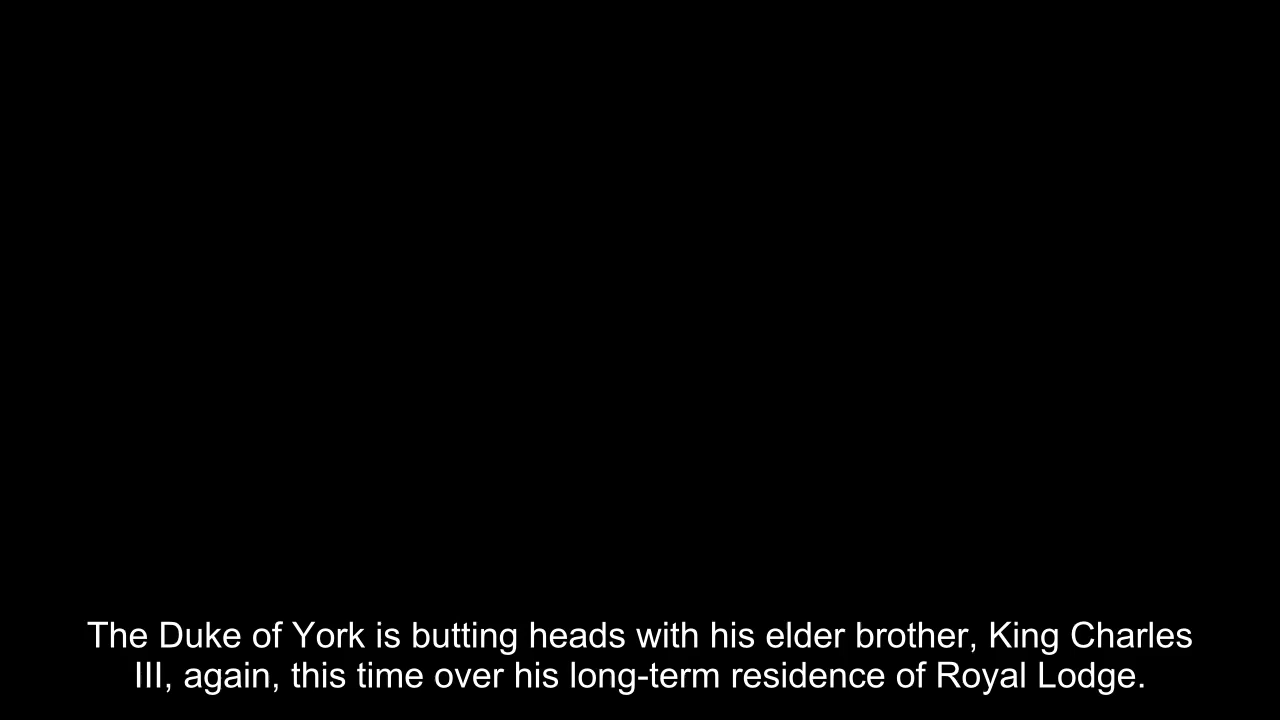 The Duke of York is butting heads with his elder brother, King Charles
III, again, this time over his long-term residence of Royal Lodge.